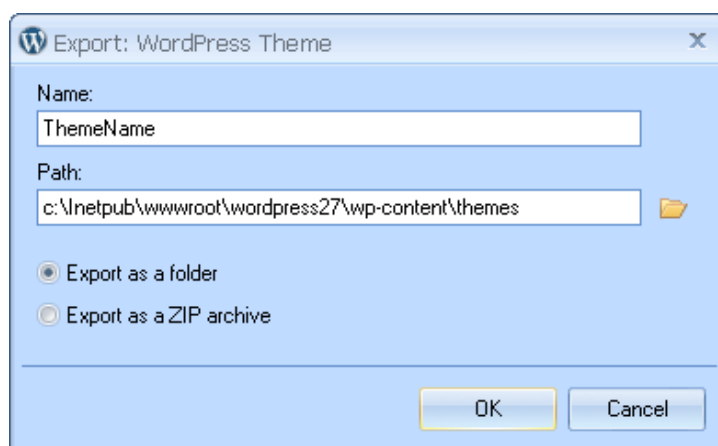 Export: WordPress Theme
Name:
ThemeName
Path:
c:\Inetpub\wwwroot\wordpress27\wp-content\themes
Export as a folder
Export as a ZIP archive
OK Cancel